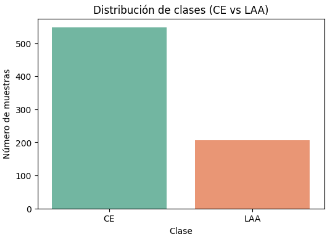 Distribución de clases (CE vs LAA)
Número de muestras
500
400
300
200
100
0
CE
LAA
Clase